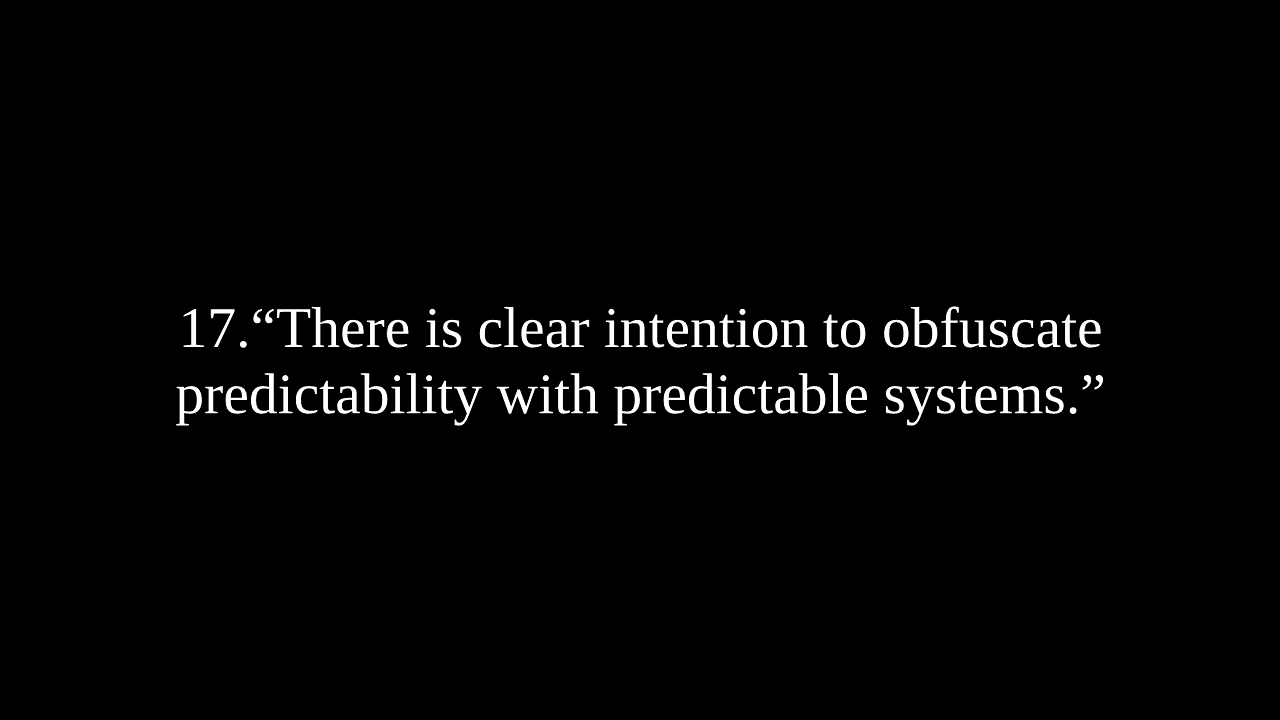 17.“There is clear intention to obfuscate
predictability with predictable systems.”